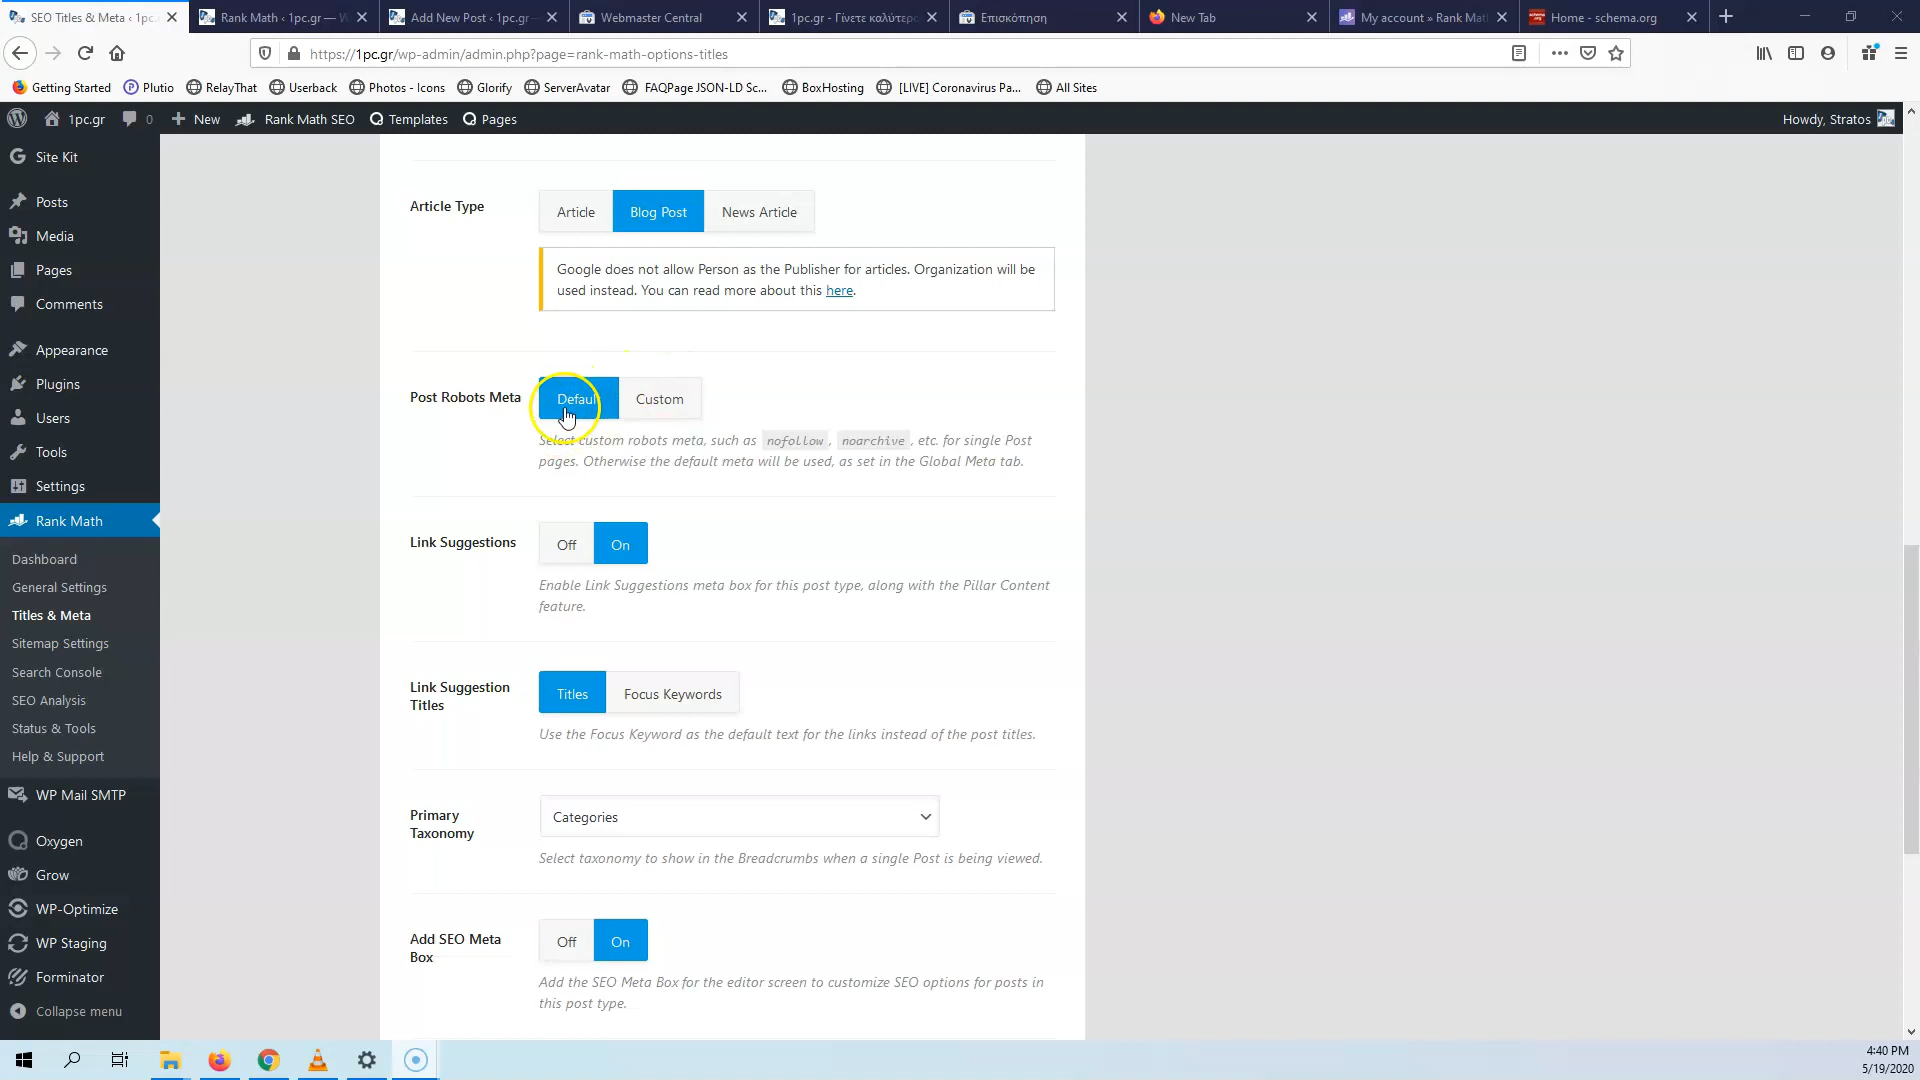 SEO Titles & Meta ‹ 1pc.
Rank Math ‹ 1pc.gr — W
Add New Post ‹ 1pc.gr —
Webmaster Central
1pc.gr - Γίνετε καλύτερο
Επισκόπηση
New Tab
My account » Rank Mat
Home - schema.org
https://1pc.gr/wp-admin/admin.php?page=rank-math-options-titles
Getting Started
Plutio
RelayThat
Userback
Photos - Icons
Glorify
ServerAvatar
FAQPage JSON-LD Sc...
BoxHosting
[LIVE] Coronavirus Pa...
All Sites
1pc.gr
0
New
Rank Math SEO
Templates
Pages
Howdy, Stratos
Site Kit
Posts
Media
Pages
Comments
Appearance
Plugins
Users
Tools
Settings
Rank Math
Dashboard
General Settings
Titles & Meta
Sitemap Settings
Search Console
SEO Analysis
Status & Tools
Help & Support
WP Mail SMTP
Oxygen
Grow
WP-Optimize
WP Staging
Forminator
Collapse menu
Article Type
Article
Blog Post
News Article
Google does not allow Person as the Publisher for articles. Organization will be
used instead. You can read more about this here.
Post Robots Meta
Defaul
Custom
Select custom robots meta, such as nofollow , noarchive , etc. for single Post
pages. Otherwise the default meta will be used, as set in the Global Meta tab.
Link Suggestions
Off
On
Enable Link Suggestions meta box for this post type, along with the Pillar Content
feature.
Link Suggestion
Titles
Titles
Focus Keywords
Use the Focus Keyword as the default text for the links instead of the post titles.
Primary
Taxonomy
Categories
Select taxonomy to show in the Breadcrumbs when a single Post is being viewed.
Add SEO Meta
Box
Off
On
Add the SEO Meta Box for the editor screen to customize SEO options for posts in
this post type.
4:40 PM
5/19/2020